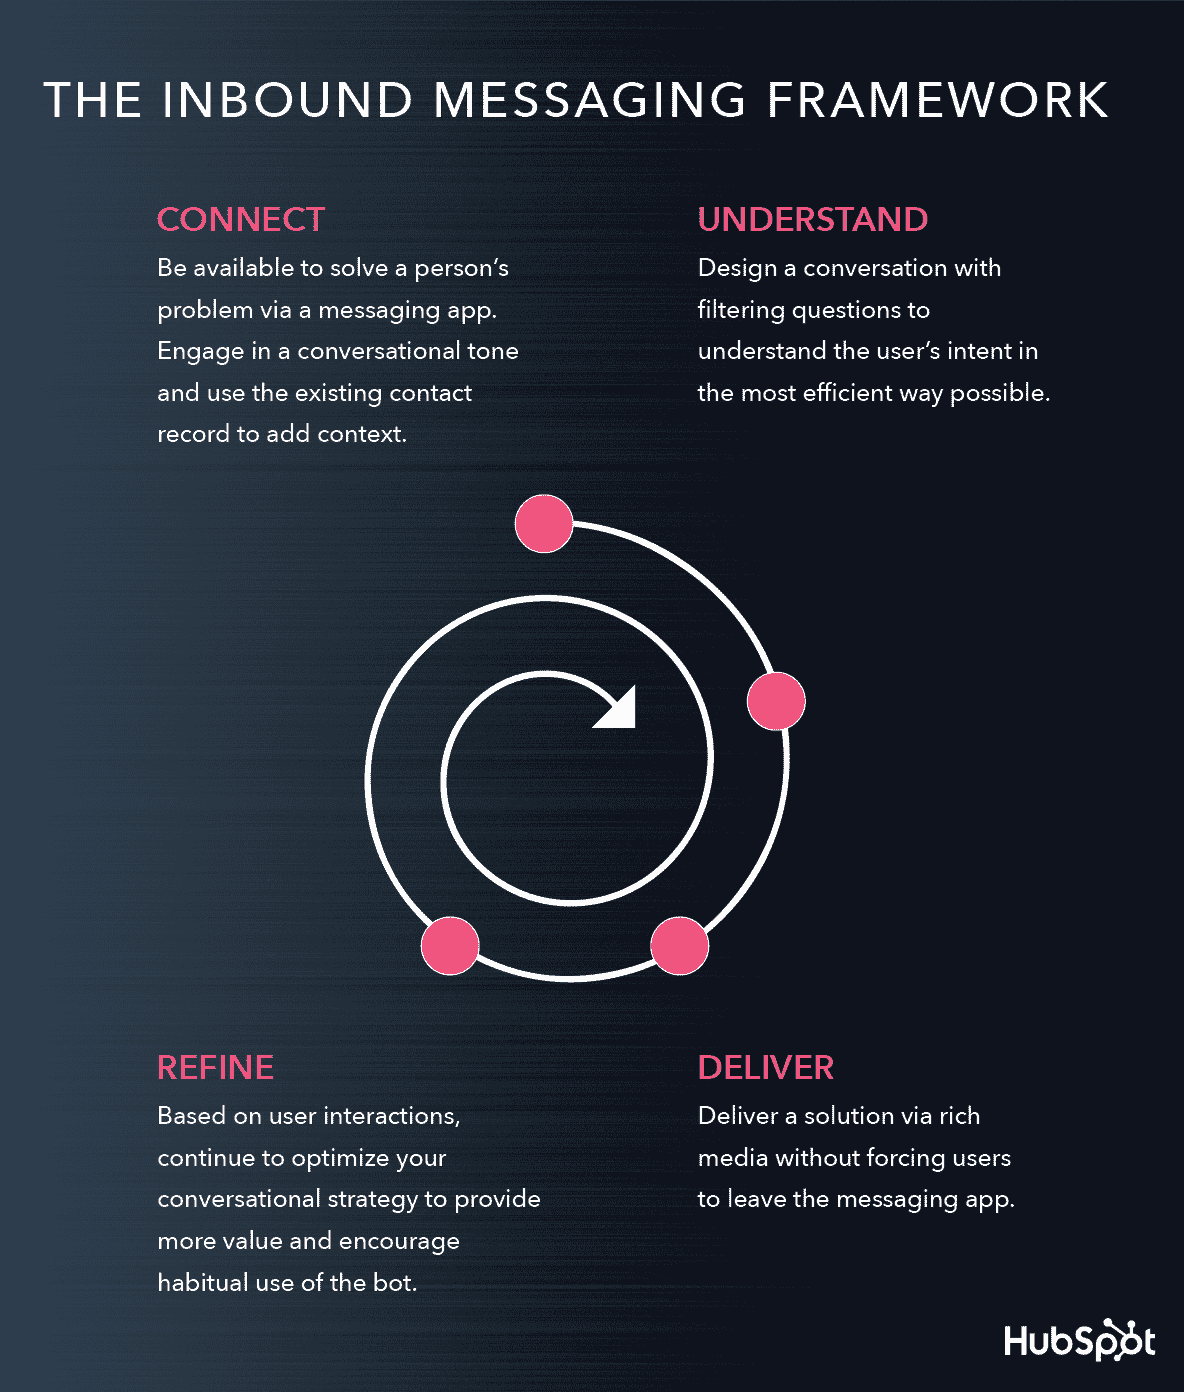 THE INBOUND MESSAGING FRAMEWORK
CONNECT
Be available to solve a person’s
problem via a messaging app.
Engage in a conversational tone
and use the existing contact
record to add context.
UNDERSTAND
Design a conversation with
filtering questions to
understand the user’s intent in
the most efficient way possible.
REFINE
Based on user interactions,
continue to optimize your
conversational strategy to provide
more value and encourage
habitual use of the bot.
DELIVER
Deliver a solution via rich
media without forcing users
to leave the messaging app.
HubSpot